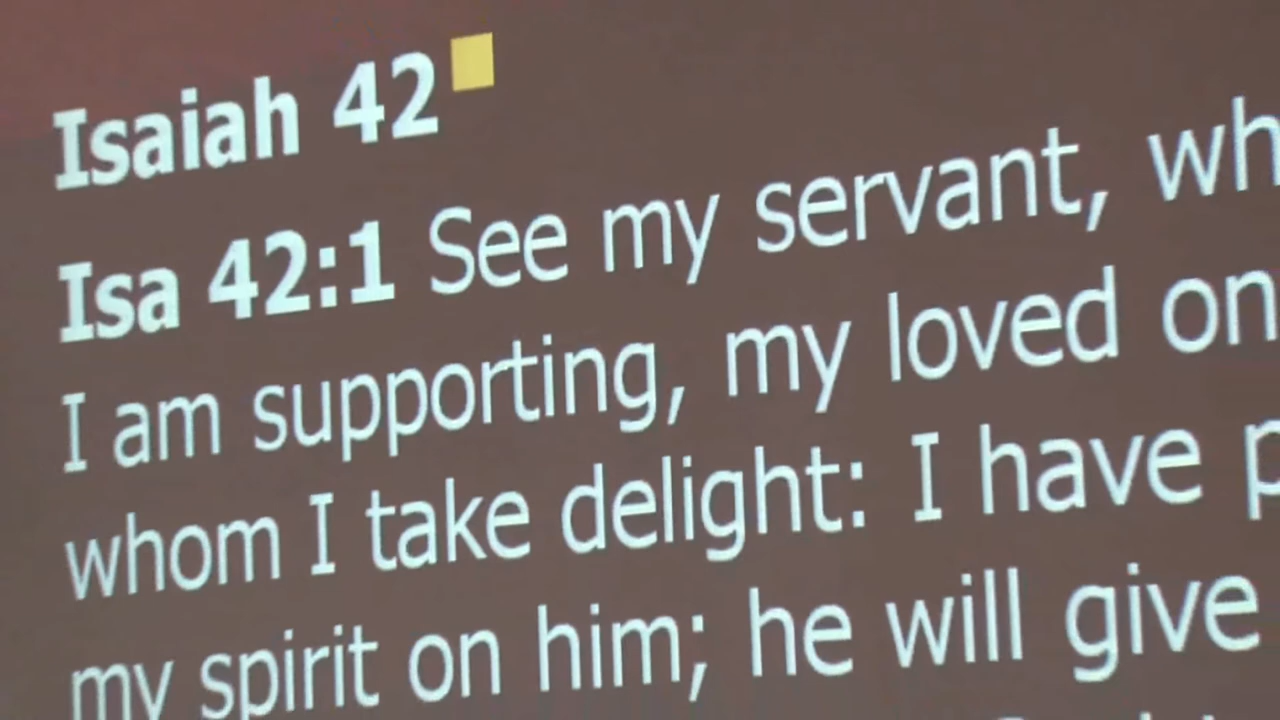 Isaiah 42
Isa 42:1 See my servant, wh
I am supporting, my loved on
whom I take delight: I have p
my spirit on him; he will give